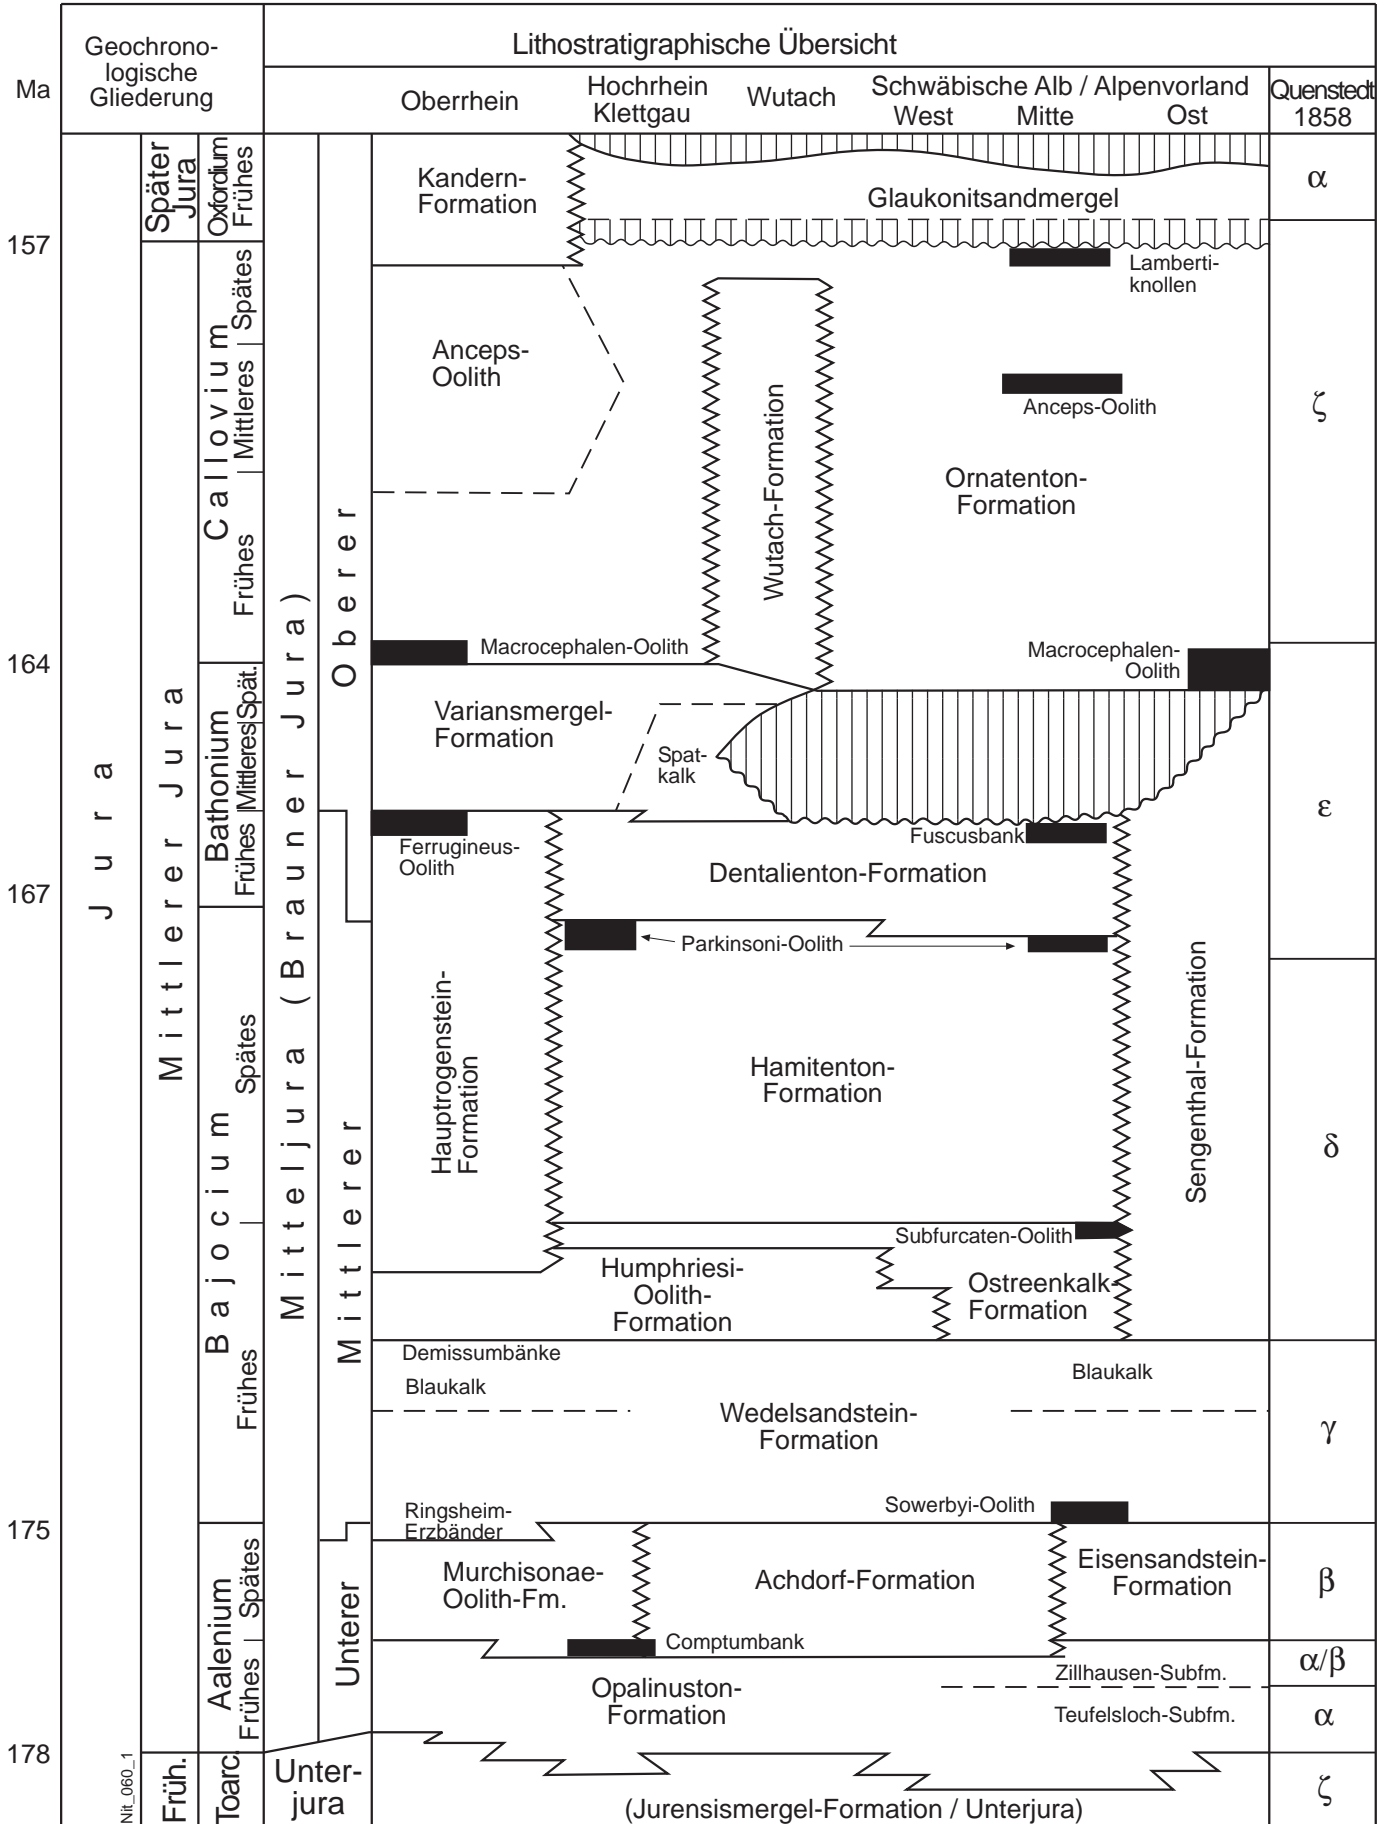 Ma
Geochrono-
logische
Gliederung
Lithostratigraphische Übersicht
Oberrhein
Hochrhein
Klettgau
Wutach
Schwäbische Alb / Alpenvorland
West
Mitte
Ost
Quenstedt
1858
157
164
167
175
178
Jura
Später
Jura
Mittlerer Jura
Früh.
Oxfordium
Frühes
Callovium
Spätes
Mittleres
Frühes
Bathonium
Spät.
Mittleres
Frühes
Bajocium
Spätes
Frühes
Aalenium
Spätes
Frühes
Toarc.
Mitteljura (Brauner Jura)
Oberer
Mittlerer
Unterer
Unter-
jura
Kandern-
Formation
Glaukonitsandmergel
Lamberti-
knollen
Anceps-
Oolith
Anceps-Oolith
Wutach-Formation
Ornatenton-
Formation
Macrocephalen-Oolith
Macrocephalen-
Oolith
Variansmergel-
Formation
Spat-
kalk
Ferrugineus-
Oolith
Fuscusbank
Dentalienton-Formation
Parkinsoni-Oolith
Hauptrogenstein-
Formation
Hamitenton-
Formation
Sengenthal-Formation
Subfurcaten-Oolith
Humphriesi-
Oolith-
Formation
Ostreenkalk-
Formation
Demissumbänke
Blaukalk
Blaukalk
Wedelsandstein-
Formation
Ringsheim-
Erzbänder
Sowerbyi-Oolith
Murchisonae-
Oolith-Fm.
Achdorf-Formation
Eisensandstein-
Formation
Comptumbank
Opalinuston-
Formation
Zillhausen-Subfm.
Teufelsloch-Subfm.
(Jurensismergel-Formation / Unterjura)
α
ζ
ε
δ
γ
β
α/β
α
ζ
Nit_060_1